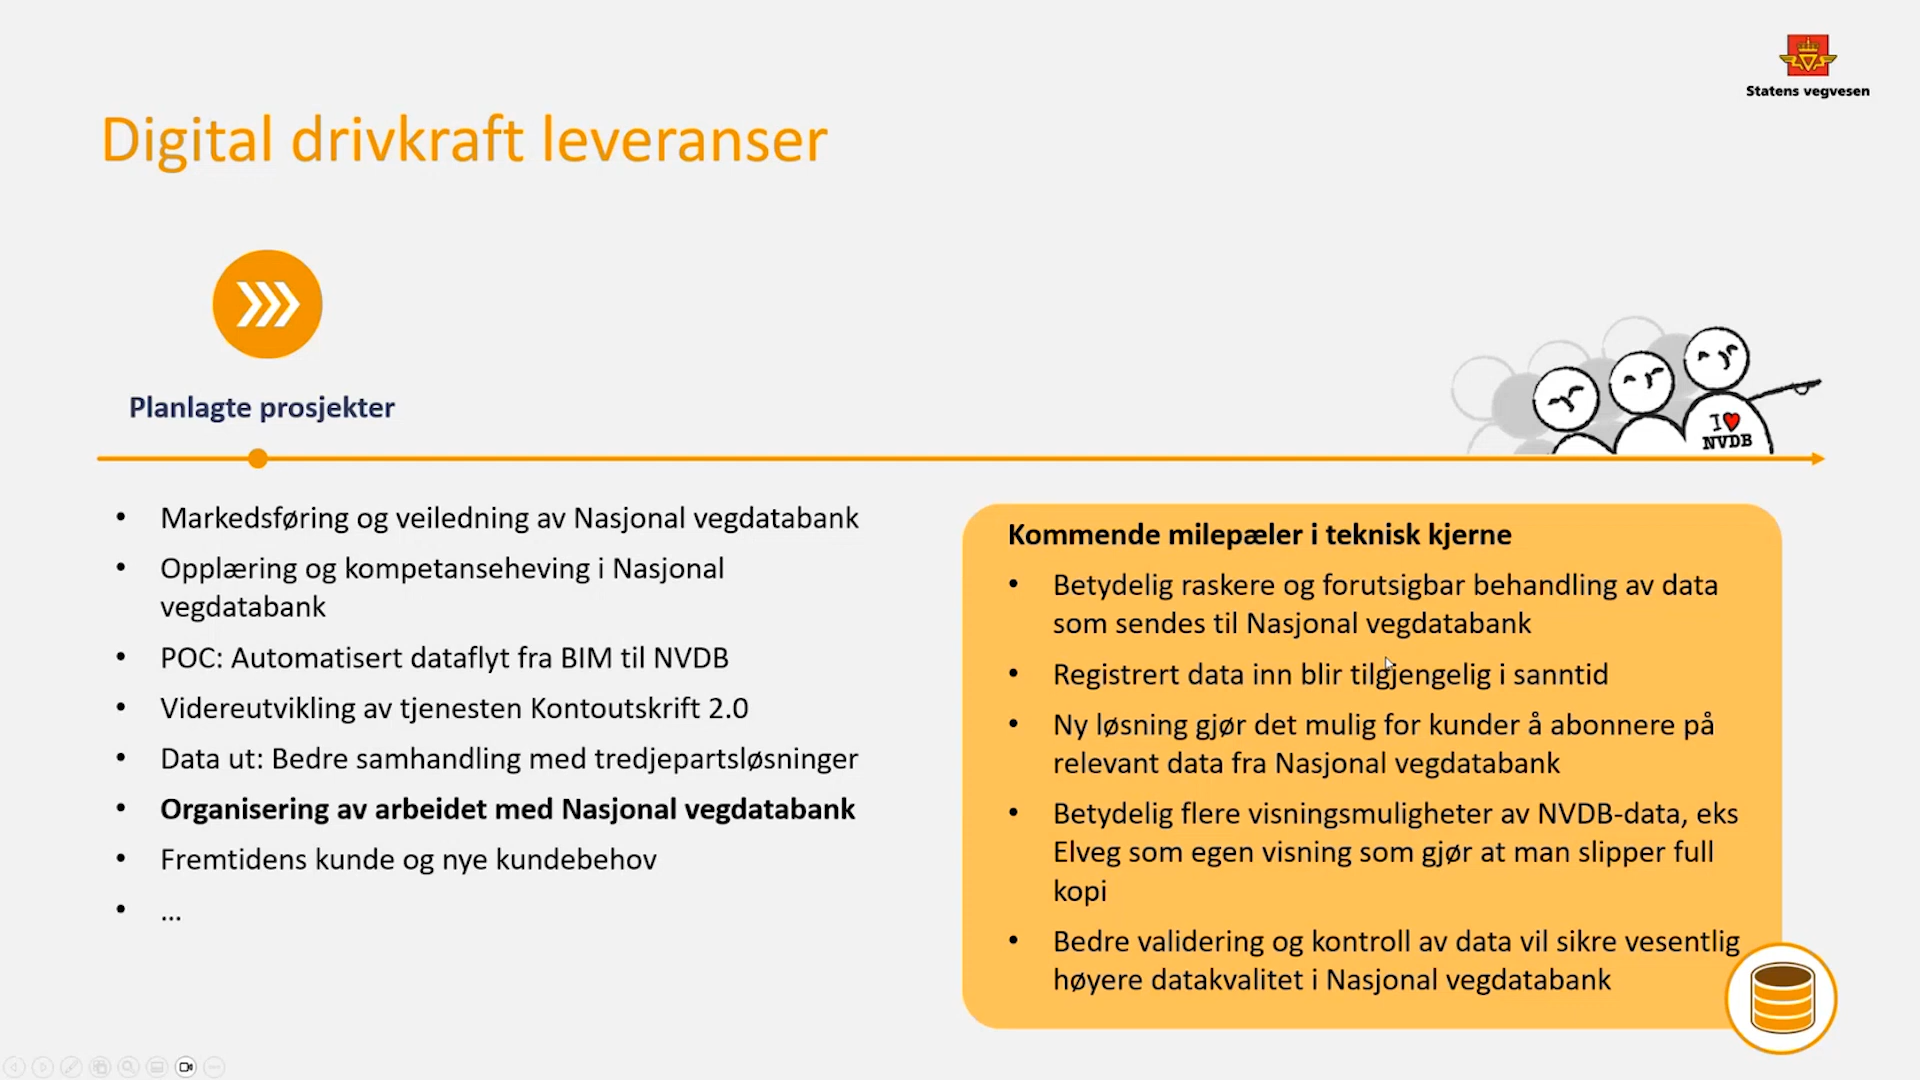 Statens vegvesen
Digital drivkraft leveranser
Planlagte prosjekter
I
NVDB
• Markedsføring og veiledning av Nasjonal vegdatabank
• Opplæring og kompetanseheving i Nasjonal
vegdatabank
• POC: Automatisert dataflyt fra BIM til NVDB
• Videreutvikling av tjenesten Kontoutskrift 2.0
• Data ut: Bedre samhandling med tredjepartsløsninger
• Organisering av arbeidet med Nasjonal vegdatabank
• Fremtidens kunde og nye kundebehov
• ...
Kommende milepæler i teknisk kjerne
• Betydelig raskere og forutsigbar behandling av data
som sendes til Nasjonal vegdatabank
• Registrert data inn blir tilgjengelig i sanntid
• Ny løsning gjør det mulig for kunder å abonnere på
relevant data fra Nasjonal vegdatabank
• Betydelig flere visningsmuligheter av NVDB-data, eks
Elveg som egen visning som gjør at man slipper full
kopi
• Bedre validering og kontroll av data vil sikre vesentlig
høyere datakvalitet i Nasjonal vegdatabank